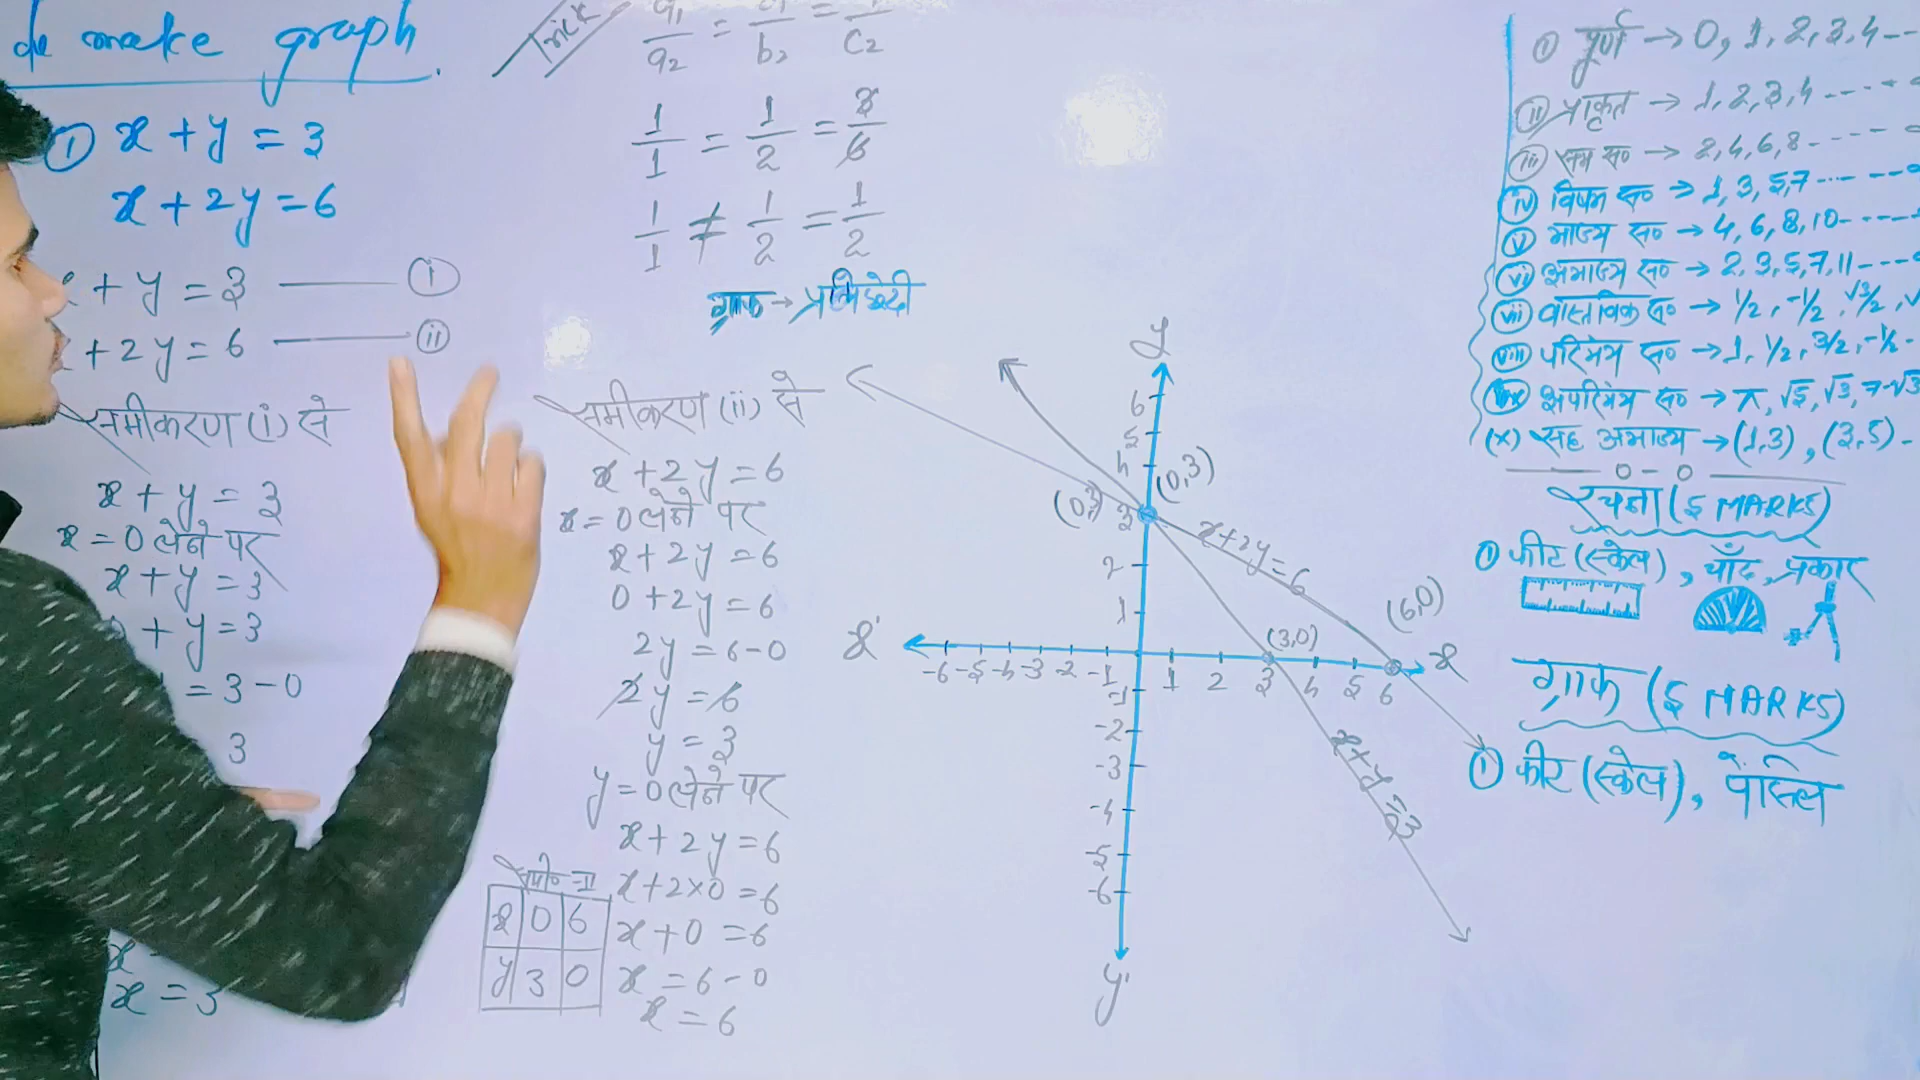 make graph
① x + y = 3
x + 2y = 6
+ y = 3 —— (i)
+ 2y = 6 —— (ii)
समीकरण (i) से
x + y = 3
x = 0 लेने पर
x + y = 3
+ y = 3
= 3 - 0
3
x = 3
Trick
a₁/a₂ = /b₂ = /c₂
1/1 = 1/2 = 3/6
1/1 ≠ 1/2 = 1/2
ग्राफ → प्रतिछेदी
समीकरण (ii) से
x + 2y = 6
x = 0 लेने पर
x + 2y = 6
0 + 2y = 6
2y = 6 - 0
2y = 6
y = 3
y = 0 लेने पर
x + 2y = 6
x + 2×0 = 6
x + 0 = 6
x = 6 - 0
x = 6
x 0 6
y 3 0
y
6
5
4
(0,3)
(0,3)
3
x+2y=6
2
1
(6,0)
(3,0)
x'
x
-6 -5 -4 -3 -2 -1 1 2 3 4 5 6
-1
-2
-3
x+y=3
-4
-5
-6
y'
(i) पूर्ण → 0, 1, 2, 3, 4 ---
(ii) प्राकृत → 1, 2, 3, 4 -----
(iii) सम सं० → 2, 4, 6, 8 -----
(iv) विषम सं० → 1, 3, 5, 7 -----
(v) भाज्य सं० → 4, 6, 8, 10 -----
(vi) अभाज्य सं० → 2, 3, 5, 7, 11 ----
(vii) वास्तविक सं० → 1/2, -1/2, √3/2, √
(viii) परिमेय सं० → 1, 1/2, 3/2, -1/2 -
(ix) अपरिमेय सं० → π, √5, √3, 7-√3
(x) सह अभाज्य → (1,3), (3,5) -
0 - 0
रचना (5 MARKS)
① फीट (स्केल), चाँद, प्रकार
ग्राफ (5 MARKS)
① फीट (स्केल), पेंसिल